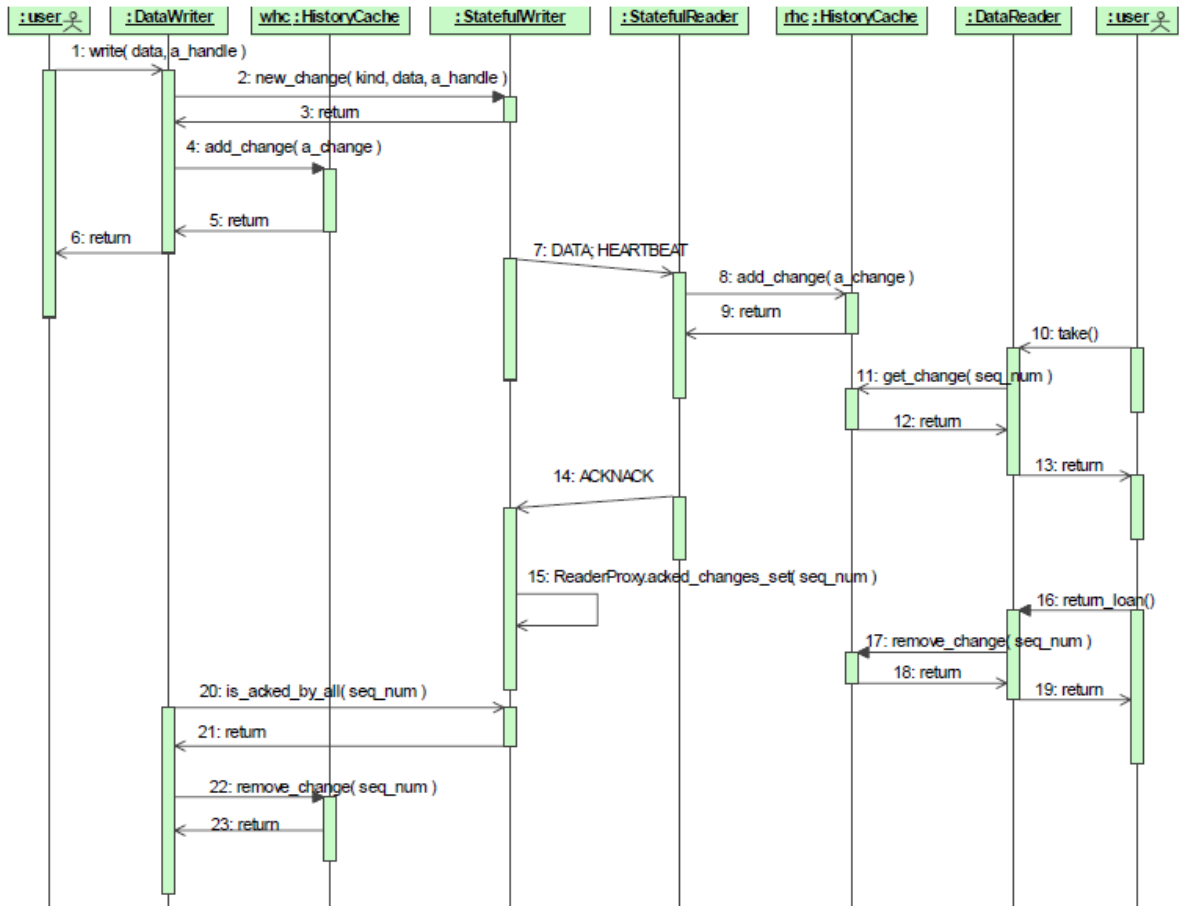 : user
: DataWriter
whc : HistoryCache
: StatefulWriter
: StatefulReader
rhc : HistoryCache
: DataReader
: user
1: write( data, a_handle )
2: new_change( kind, data, a_handle )
3: return
4: add_change( a_change )
5: return
6: return
7: DATA; HEARTBEAT
8: add_change( a_change )
9: return
10: take()
11: get_change( seq_num )
12: return
13: return
14: ACKNACK
15: ReaderProxy.acked_changes_set( seq_num )
16: return_loan()
17: remove_change( seq_num )
18: return
19: return
20: is_acked_by_all( seq_num )
21: return
22: remove_change( seq_num )
23: return